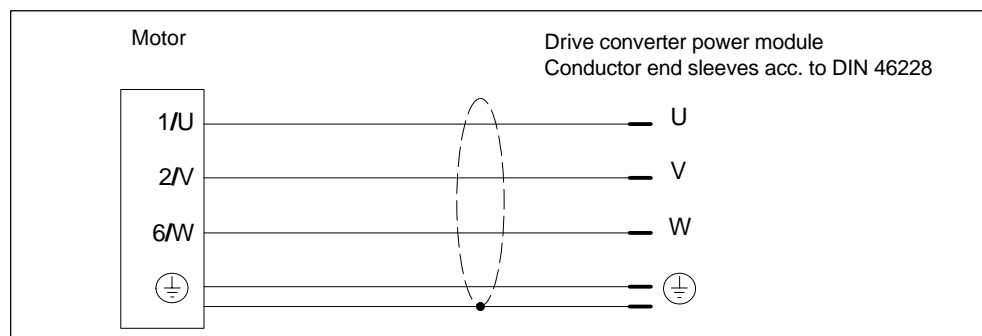 Motor
Drive converter power module
Conductor end sleeves acc. to DIN 46228
1/U
U
2/V
V
6/W
W